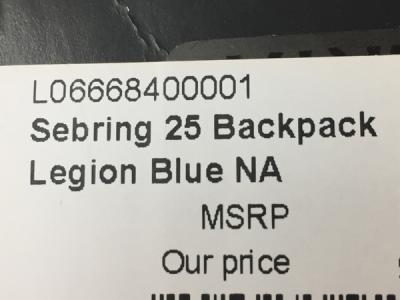 L06668400001
Sebring 25 Backpack
Legion Blue NA
MSRP
Our price